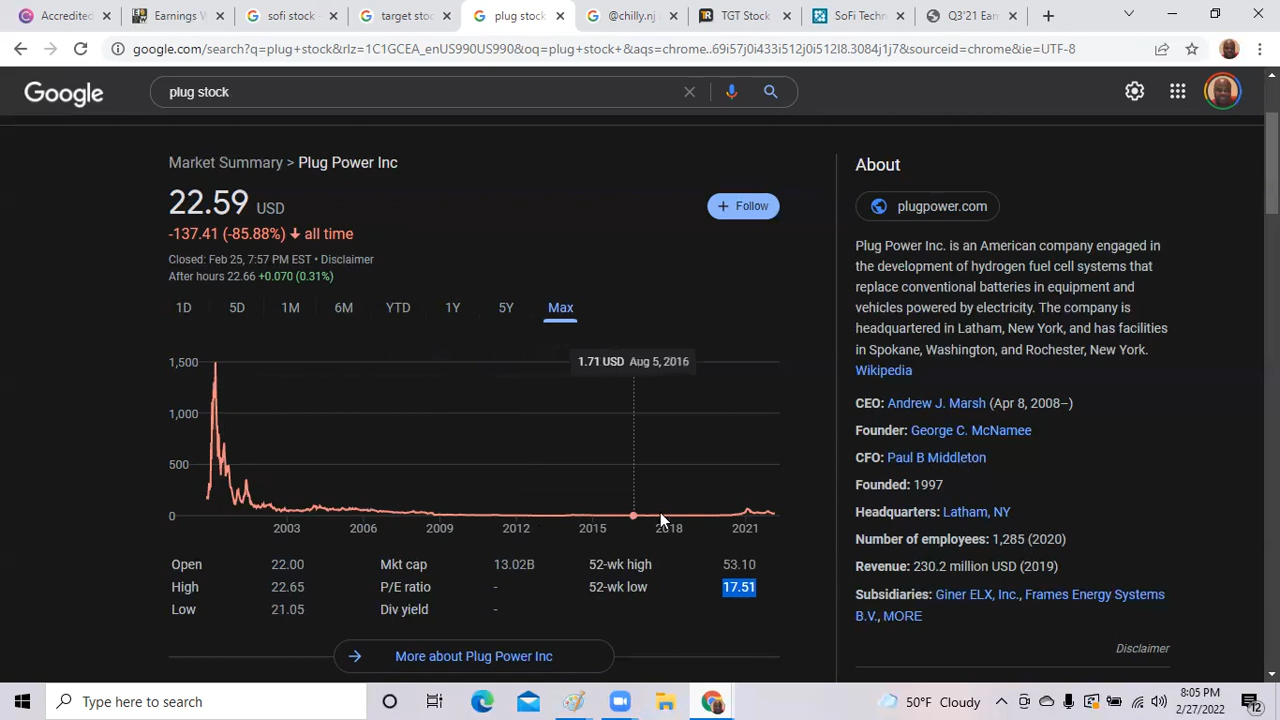 Accredited
Earnings W
sofi stock
target stoc
plug stock
@chilly.nj
TGT Stock
SoFi Techn
Q3'21 Earn
google.com/search?q=plug+stock&rlz=1C1GCEA_enUS990US990&oq=plug+stock+&aqs=chrome..69i57j0i433i512j0i512l8.3084j1j7&sourceid=chrome&ie=UTF-8
Google
plug stock
Market Summary > Plug Power Inc
22.59 USD
-137.41 (-85.88%) ↓ all time
Closed: Feb 25, 7:57 PM EST • Disclaimer
After hours 22.66 +0.070 (0.31%)
+ Follow
1D 5D 1M 6M YTD 1Y 5Y Max
1.71 USD Aug 5, 2016
1,500
1,000
500
0
2003 2006 2009 2012 2015 2018 2021
Open 22.00 Mkt cap 13.02B 52-wk high 53.10
High 22.65 P/E ratio - 52-wk low 17.51
Low 21.05 Div yield -
More about Plug Power Inc
About
plugpower.com
Plug Power Inc. is an American company engaged in
the development of hydrogen fuel cell systems that
replace conventional batteries in equipment and
vehicles powered by electricity. The company is
headquartered in Latham, New York, and has facilities
in Spokane, Washington, and Rochester, New York.
Wikipedia
CEO: Andrew J. Marsh (Apr 8, 2008–)
Founder: George C. McNamee
CFO: Paul B Middleton
Founded: 1997
Headquarters: Latham, NY
Number of employees: 1,285 (2020)
Revenue: 230.2 million USD (2019)
Subsidiaries: Giner ELX, Inc., Frames Energy Systems
B.V., MORE
Disclaimer
Type here to search
50°F Cloudy
8:05 PM
2/27/2022
12